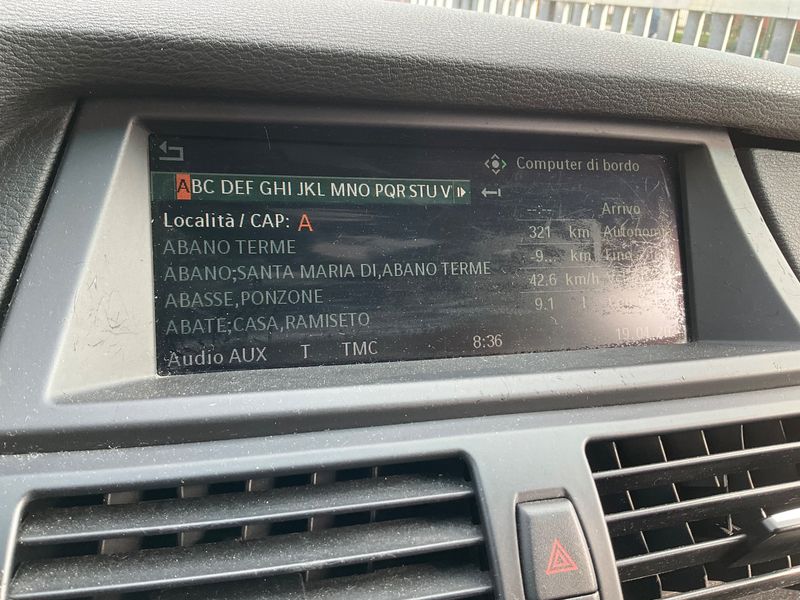 Computer di bordo
ABC DEF GHI JKL MNO PQR STU V
Località / CAP: A
--:-- Arrivo
ABANO TERME
321 km
ABANO;SANTA MARIA DI,ABANO TERME
42.6 km/h
ABASSE,PONZONE
9.1 l
ABATE;CASA,RAMISETO
Audio AUX T TMC 8:36